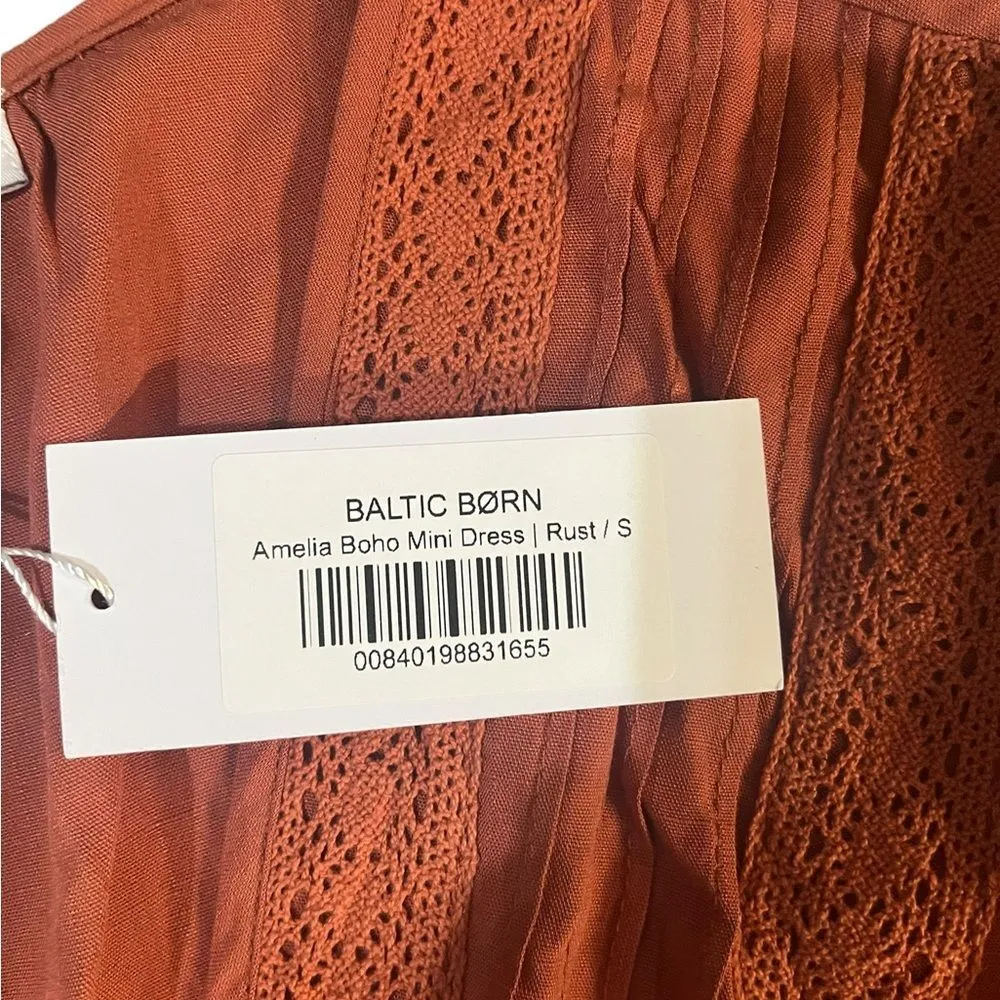 BALTIC BØRN
Amelia Boho Mini Dress | Rust / S
00840198831655